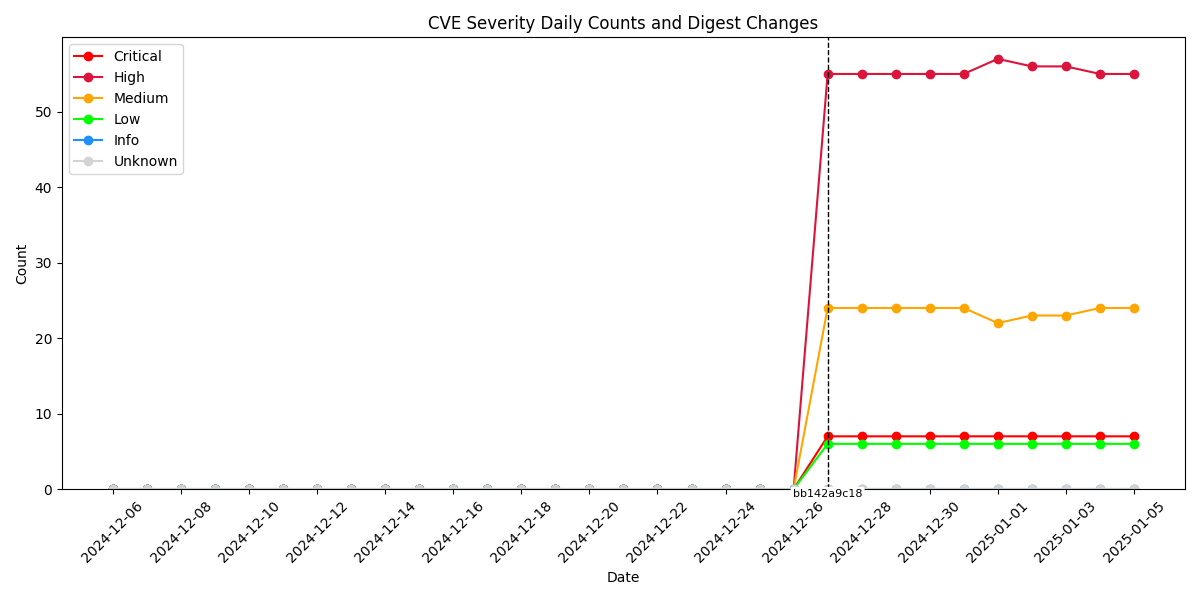 CVE Severity Daily Counts and Digest Changes
Critical
High
Medium
Low
Info
Unknown
Count
50
40
30
20
10
0
bb142a9c18
2024-12-06
2024-12-08
2024-12-10
2024-12-12
2024-12-14
2024-12-16
2024-12-18
2024-12-20
2024-12-22
2024-12-24
2024-12-26
2024-12-28
2024-12-30
2025-01-01
2025-01-03
2025-01-05
Date